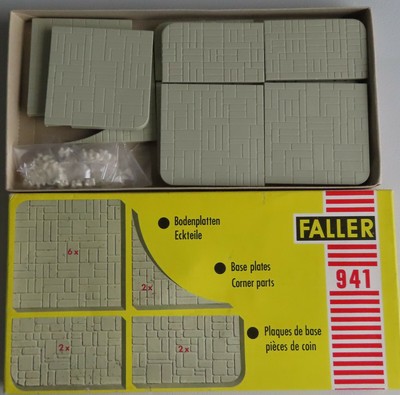 Bodenplatten
Eckteile
FALLER
6x
Base plates
Corner parts
941
2x
Plaques de base
pièces de coin
2x
2x